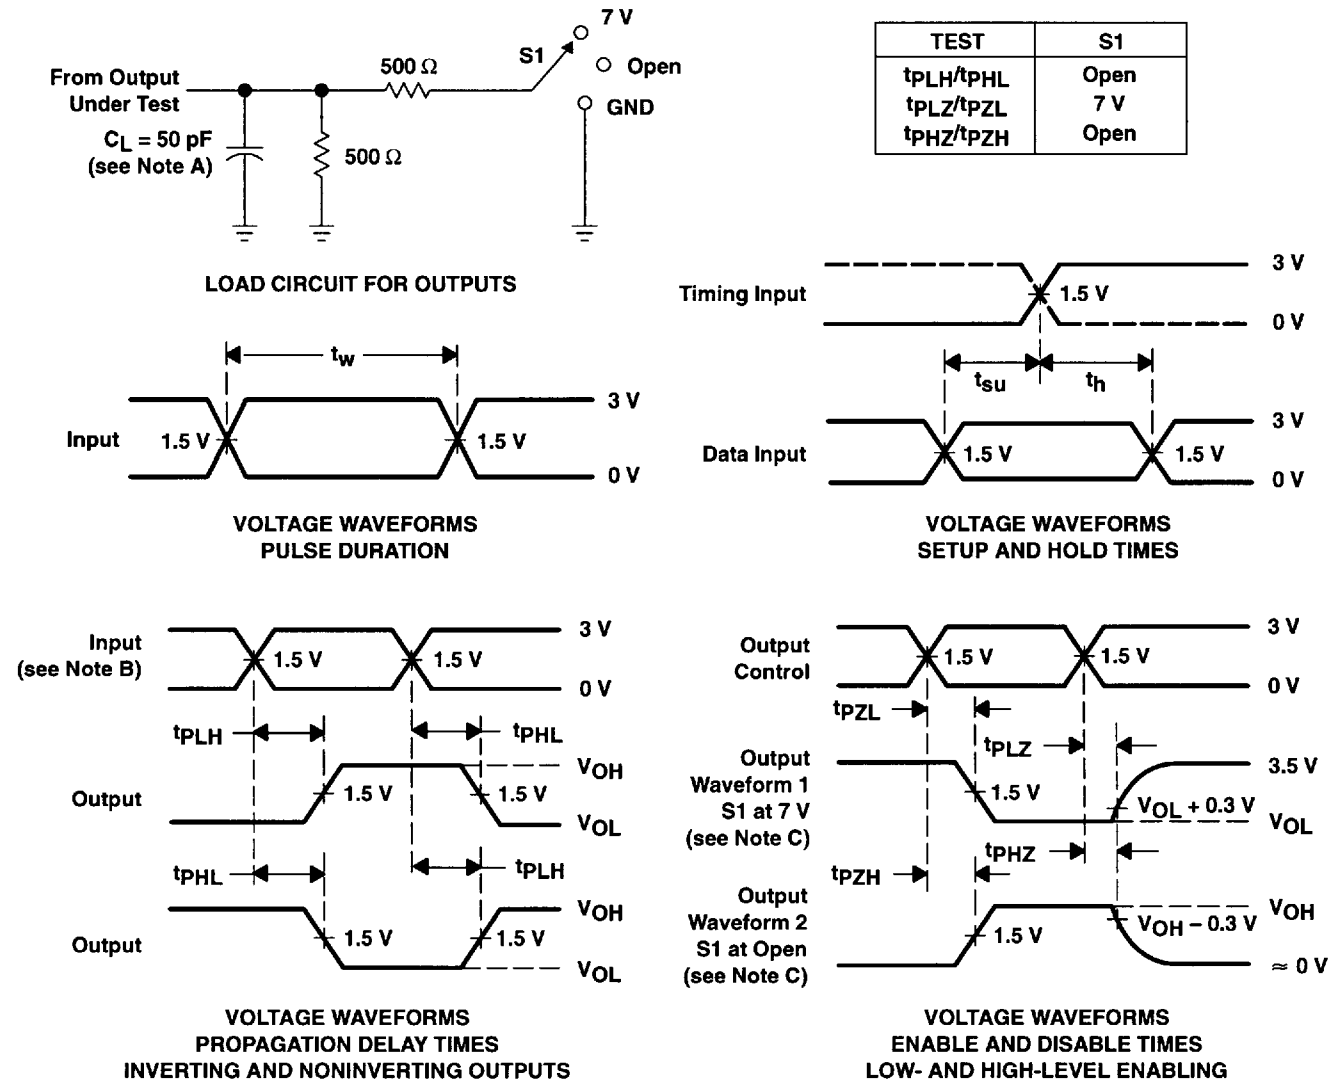 7 V
S1
Open
GND
500 Ω
From Output
Under Test
CL = 50 pF
(see Note A)
500 Ω
LOAD CIRCUIT FOR OUTPUTS
TEST S1
tPLH/tPHL Open
tPLZ/tPZL 7 V
tPHZ/tPZH Open
tw
Input
1.5 V
1.5 V
3 V
0 V
VOLTAGE WAVEFORMS
PULSE DURATION
Timing Input
1.5 V
3 V
0 V
tsu
th
Data Input
1.5 V
1.5 V
3 V
0 V
VOLTAGE WAVEFORMS
SETUP AND HOLD TIMES
Input
(see Note B)
1.5 V
1.5 V
3 V
0 V
tPLH
tPHL
Output
1.5 V
1.5 V
VOH
VOL
tPHL
tPLH
Output
1.5 V
1.5 V
VOH
VOL
VOLTAGE WAVEFORMS
PROPAGATION DELAY TIMES
INVERTING AND NONINVERTING OUTPUTS
Output
Control
1.5 V
1.5 V
3 V
0 V
tPZL
tPLZ
Output
Waveform 1
S1 at 7 V
(see Note C)
1.5 V
3.5 V
VOL + 0.3 V
VOL
tPZH
tPHZ
Output
Waveform 2
S1 at Open
(see Note C)
1.5 V
VOH
VOH − 0.3 V
≈ 0 V
VOLTAGE WAVEFORMS
ENABLE AND DISABLE TIMES
LOW- AND HIGH-LEVEL ENABLING